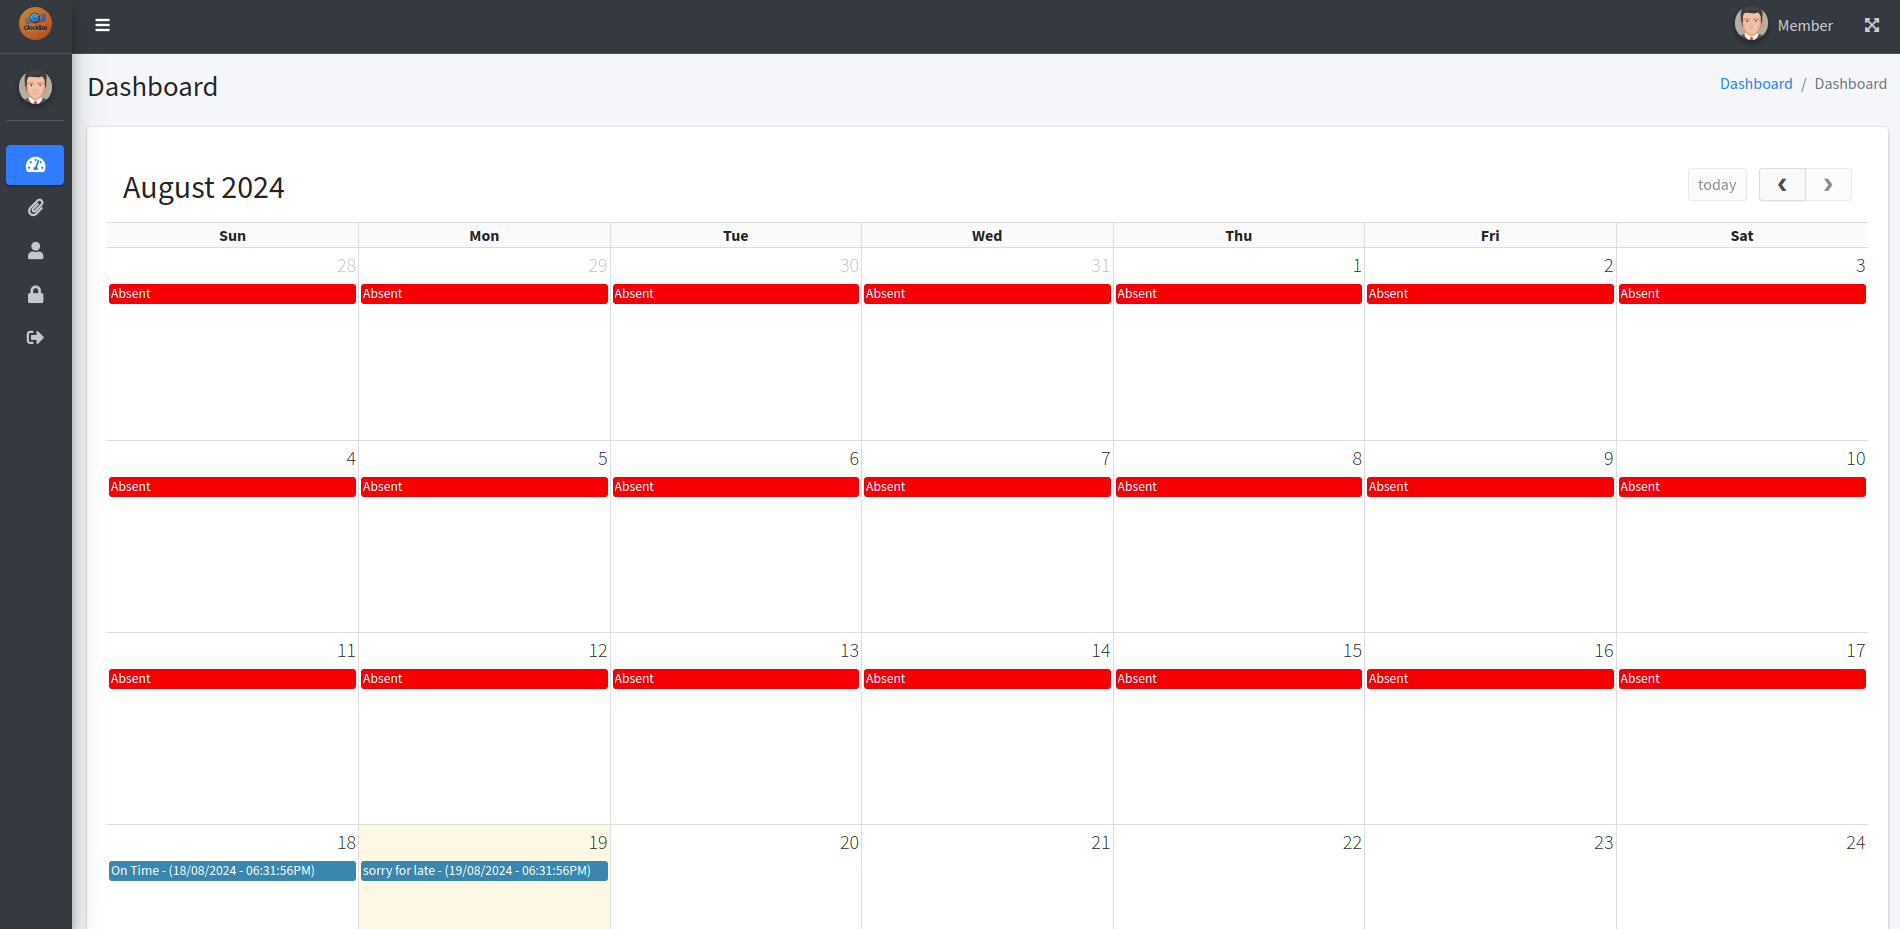 Clocklize
Member
Dashboard
Dashboard / Dashboard
August 2024
today
Sun Mon Tue Wed Thu Fri Sat
28 29 30 31 1 2 3
Absent Absent Absent Absent Absent Absent Absent
4 5 6 7 8 9 10
Absent Absent Absent Absent Absent Absent Absent
11 12 13 14 15 16 17
Absent Absent Absent Absent Absent Absent Absent
18 19 20 21 22 23 24
On Time - (18/08/2024 - 06:31:56PM) sorry for late - (19/08/2024 - 06:31:56PM)